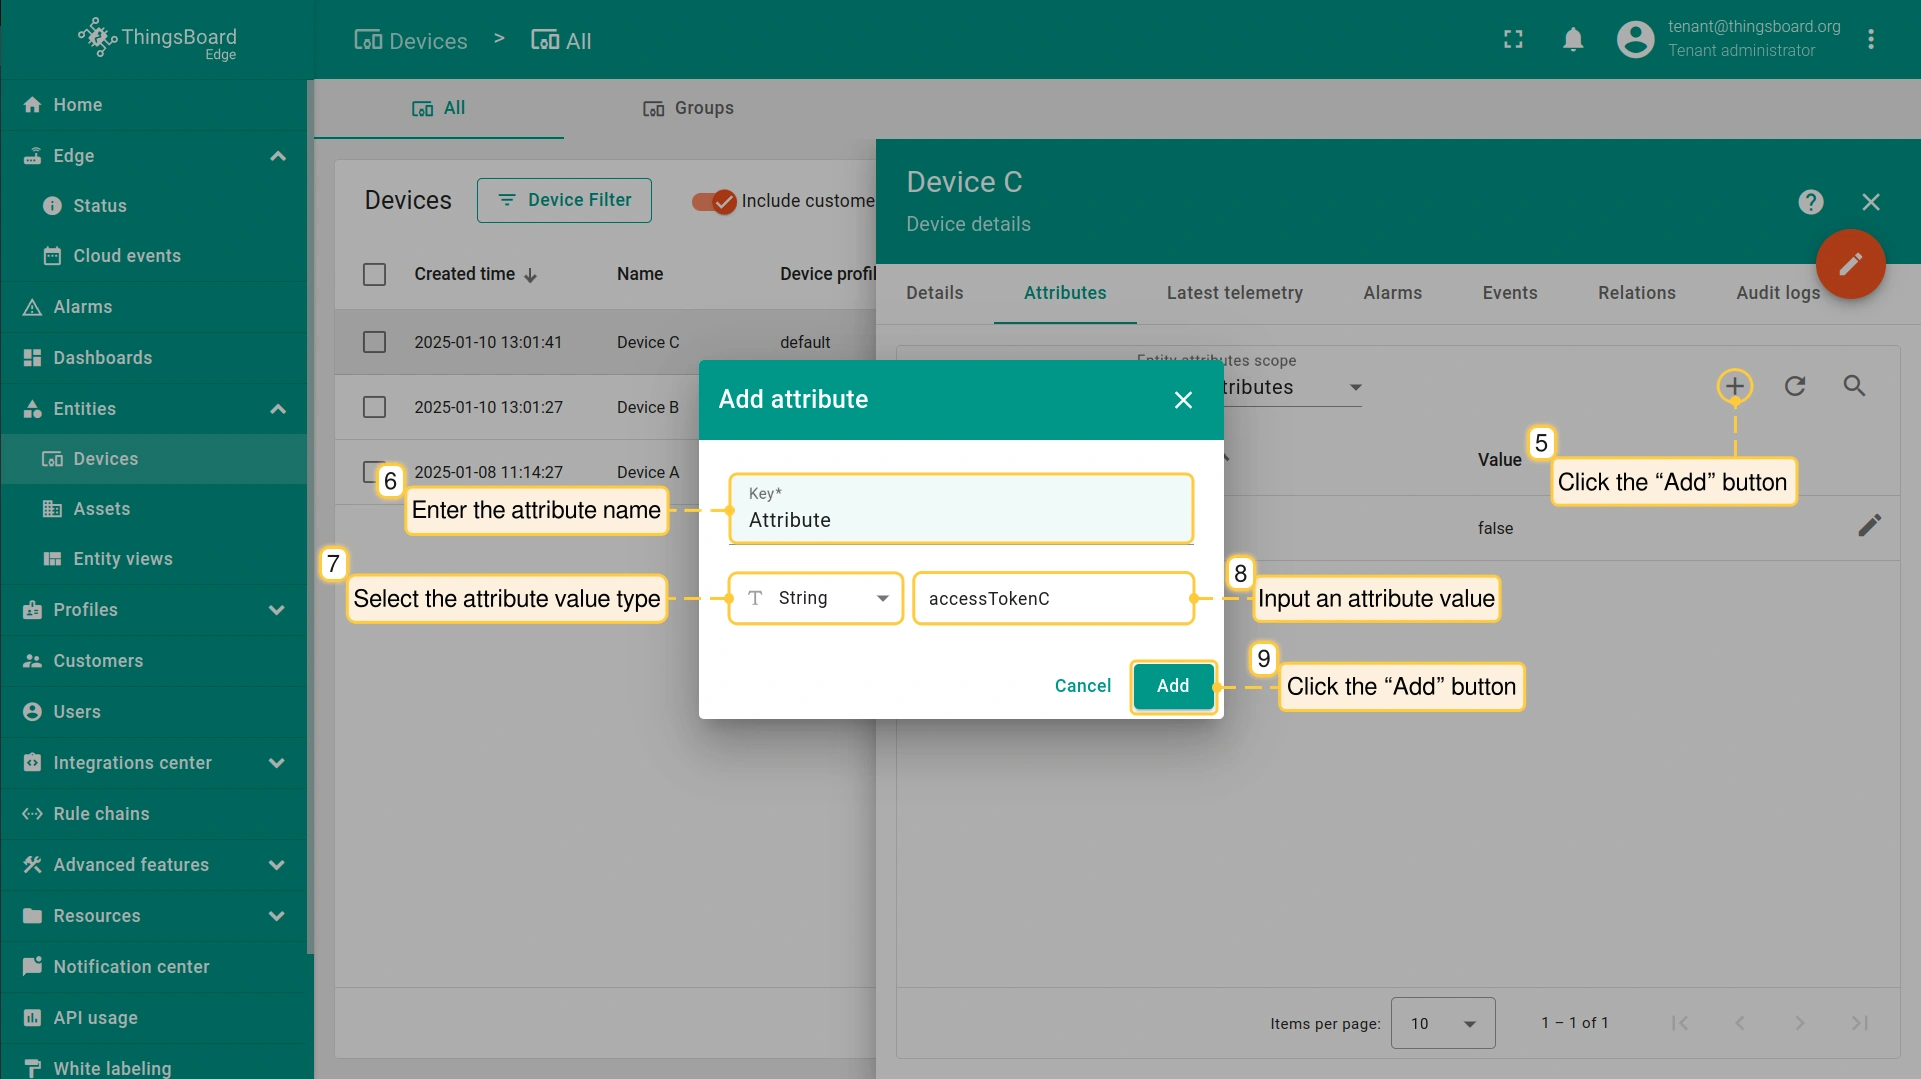 ThingsBoard
Edge
Devices > All
tenant@thingsboard.org
Tenant administrator
Home
Edge
Status
Cloud events
Alarms
Dashboards
Entities
Devices
Assets
Entity views
Profiles
Customers
Users
Integrations center
Rule chains
Advanced features
Resources
Notification center
API usage
White labeling
All
Groups
Devices
Device Filter
Include custome
Created time
Name
Device profil
2025-01-10 13:01:41 Device C default
2025-01-10 13:01:27 Device B
2025-01-08 11:14:27 Device A
Device C
Device details
Details
Attributes
Latest telemetry
Alarms
Events
Relations
Audit logs
Entity attributes scope
tributes
Value
false
5
Click the “Add” button
Add attribute
6
Enter the attribute name
Key*
Attribute
7
Select the attribute value type
String
accessTokenC
8
Input an attribute value
Cancel
Add
9
Click the “Add” button
Items per page: 10
1 – 1 of 1